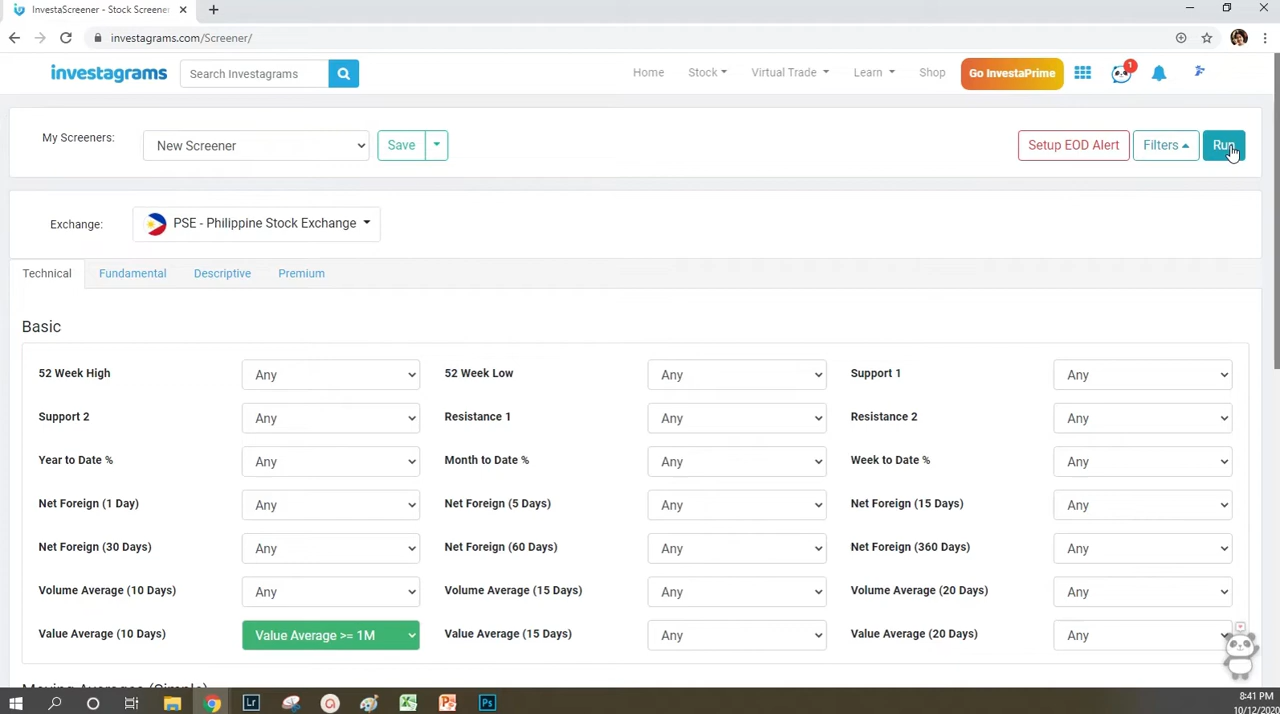 InvestaScreener - Stock Screener
investagrams.com/Screener/
investagrams
Search Investagrams
Home
Stock
Virtual Trade
Learn
Shop
Go InvestaPrime
1
My Screeners:
New Screener
Save
Setup EOD Alert
Filters
Run
Exchange:
PSE - Philippine Stock Exchange
Technical
Fundamental
Descriptive
Premium
Basic
52 Week High
Any
52 Week Low
Any
Support 1
Any
Support 2
Any
Resistance 1
Any
Resistance 2
Any
Year to Date %
Any
Month to Date %
Any
Week to Date %
Any
Net Foreign (1 Day)
Any
Net Foreign (5 Days)
Any
Net Foreign (15 Days)
Any
Net Foreign (30 Days)
Any
Net Foreign (60 Days)
Any
Net Foreign (360 Days)
Any
Volume Average (10 Days)
Any
Volume Average (15 Days)
Any
Volume Average (20 Days)
Any
Value Average (10 Days)
Value Average >= 1M
Value Average (15 Days)
Any
Value Average (20 Days)
Any
Moving Averages (Simple)
Lr
Ps
8:41 PM
10/12/2020